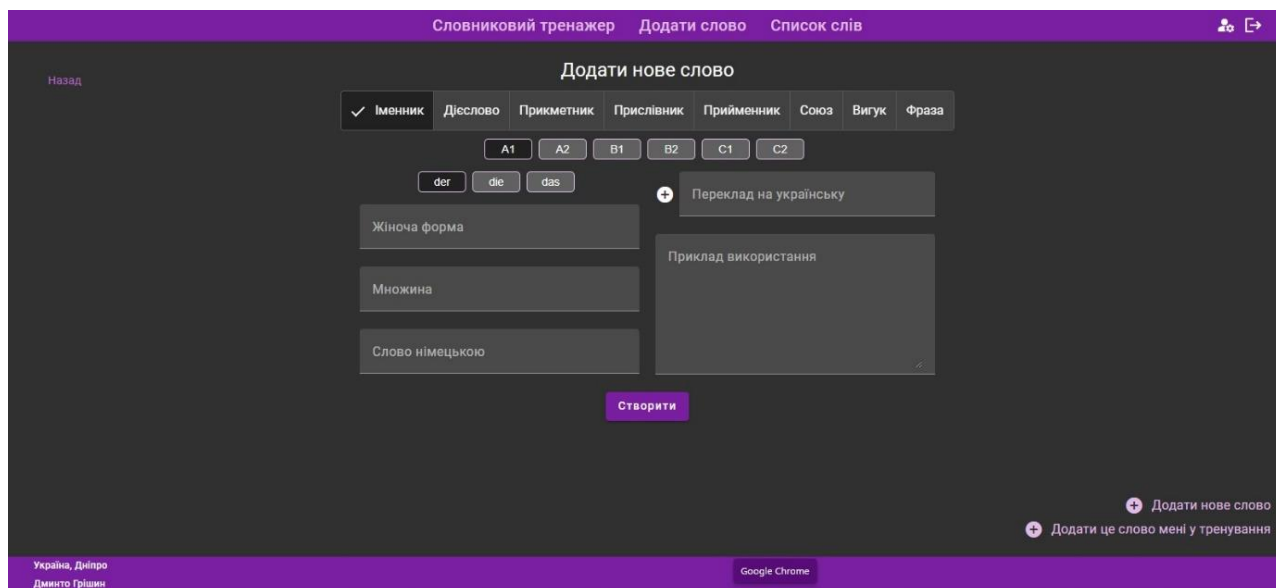 Словниковий тренажер Додати слово Список слів
Назад
Додати нове слово
Іменник Дієслово Прикметник Прислівник Прийменник Союз Вигук Фраза
A1 A2 B1 B2 C1 C2
der die das
Переклад на українську
Жіноча форма
Приклад використання
Множина
Слово німецькою
Створити
Додати нове слово
Додати це слово мені у тренування
Україна, Дніпро
Google Chrome
Дминто Грішин